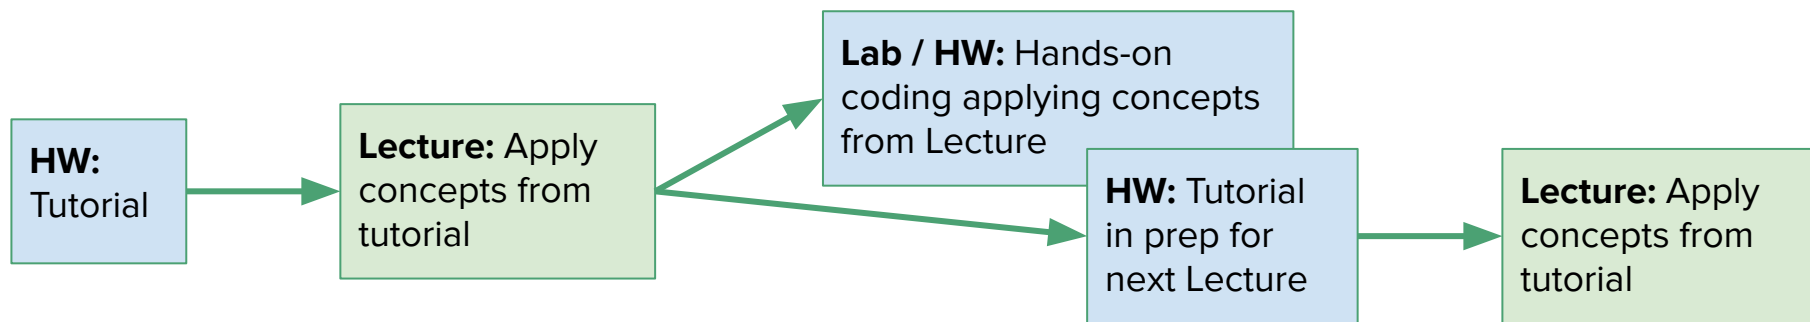 HW:
Tutorial
Lecture: Apply
concepts from
tutorial
Lab / HW: Hands-on
coding applying concepts
from Lecture
HW: Tutorial
in prep for
next Lecture
Lecture: Apply
concepts from
tutorial